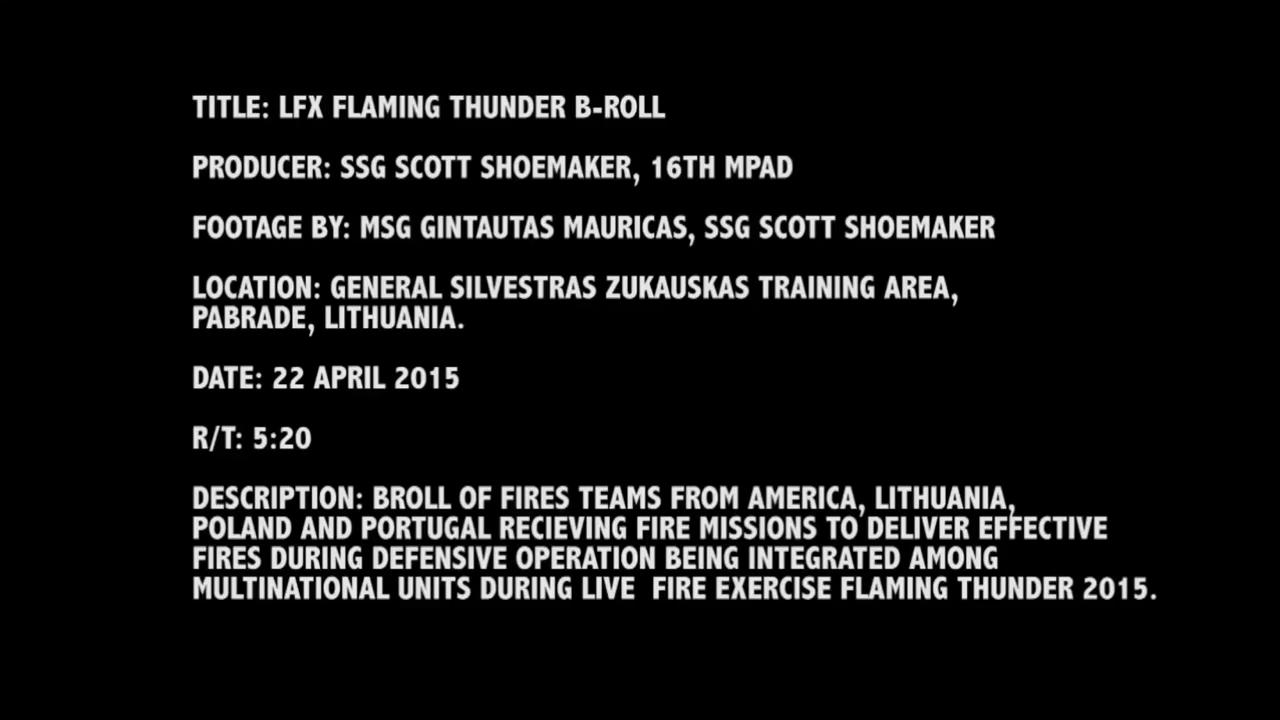 TITLE: LFX FLAMING THUNDER B-ROLL
PRODUCER: SSG SCOTT SHOEMAKER, 16TH MPAD
FOOTAGE BY: MSG GINTAUTAS MAURICAS, SSG SCOTT SHOEMAKER
LOCATION: GENERAL SILVESTRAS ZUKAUSKAS TRAINING AREA,
PABRADE, LITHUANIA.
DATE: 22 APRIL 2015
R/T: 5:20
DESCRIPTION: BROLL OF FIRES TEAMS FROM AMERICA, LITHUANIA,
POLAND AND PORTUGAL RECIEVING FIRE MISSIONS TO DELIVER EFFECTIVE
FIRES DURING DEFENSIVE OPERATION BEING INTEGRATED AMONG
MULTINATIONAL UNITS DURING LIVE  FIRE EXERCISE FLAMING THUNDER 2015.